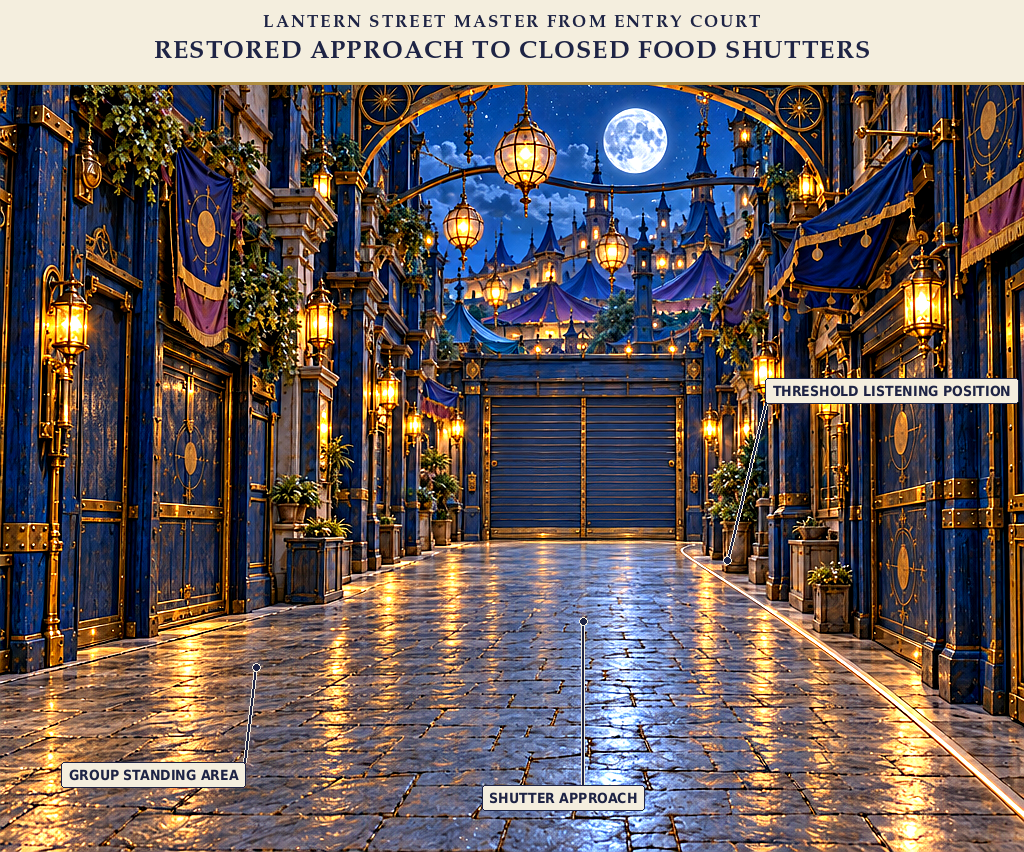 LANTERN STREET MASTER FROM ENTRY COURT
RESTORED APPROACH TO CLOSED FOOD SHUTTERS
THRESHOLD LISTENING POSITION
GROUP STANDING AREA
SHUTTER APPROACH